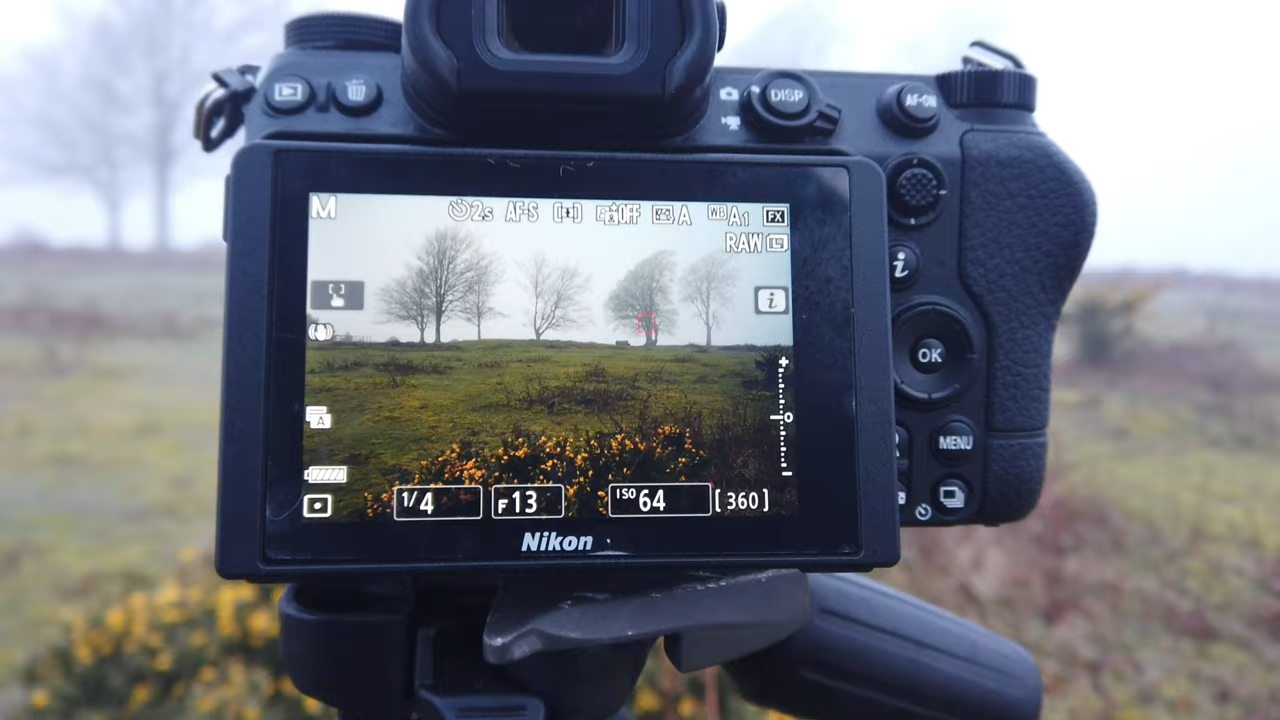 DISP
AF-ON
M 2s AF-S OFF A WB A1 FX
RAW L
i
i
OK
A
MENU
1/4 F13 ISO 64 [360]
Nikon